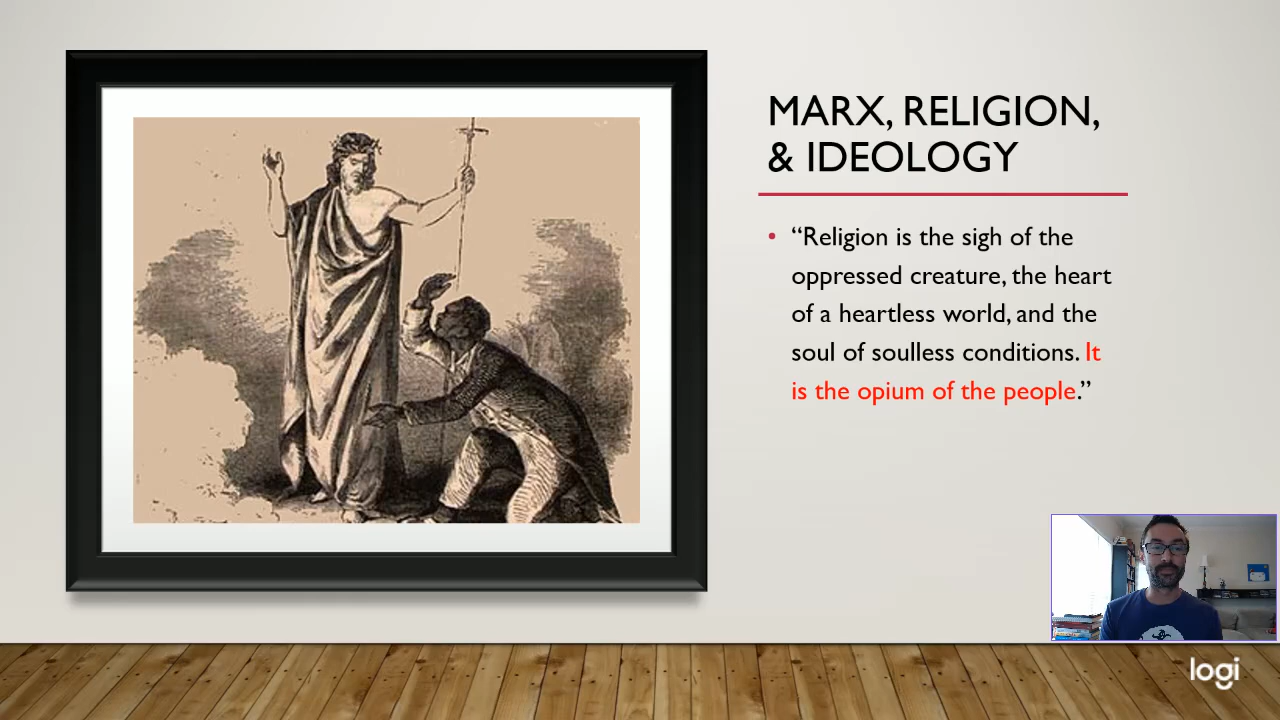 MARX, RELIGION,
& IDEOLOGY
• “Religion is the sigh of the
oppressed creature, the heart
of a heartless world, and the
soul of soulless conditions. It
is the opium of the people.”
logi